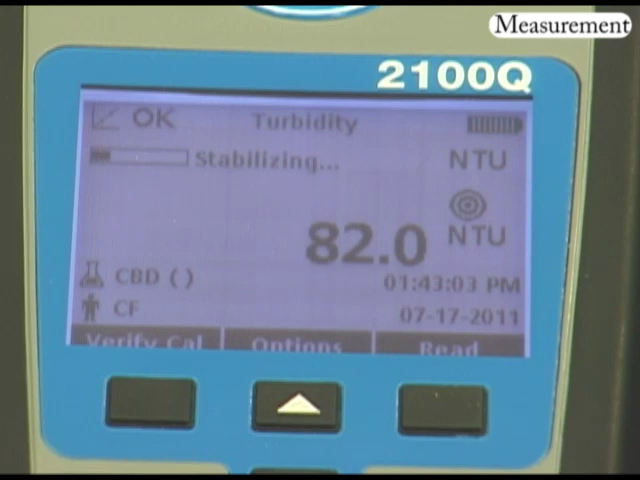 Measurement
2100Q
OK Turbidity
Stabilizing... NTU
82.0 NTU
CBD () 01:43:03 PM
CF 07-17-2011
Verify Cal Options Read